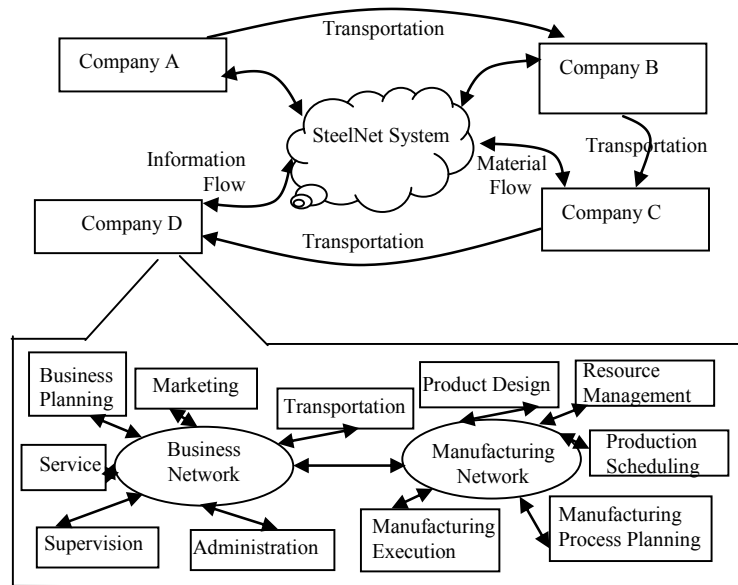 Transportation
Company A
Company B
SteelNet System
Transportation
Information
Flow
Material
Flow
Company D
Company C
Transportation
Business
Planning
Marketing
Transportation
Product Design
Resource
Management
Service
Business
Network
Manufacturing
Network
Production
Scheduling
Supervision
Administration
Manufacturing
Execution
Manufacturing
Process Planning